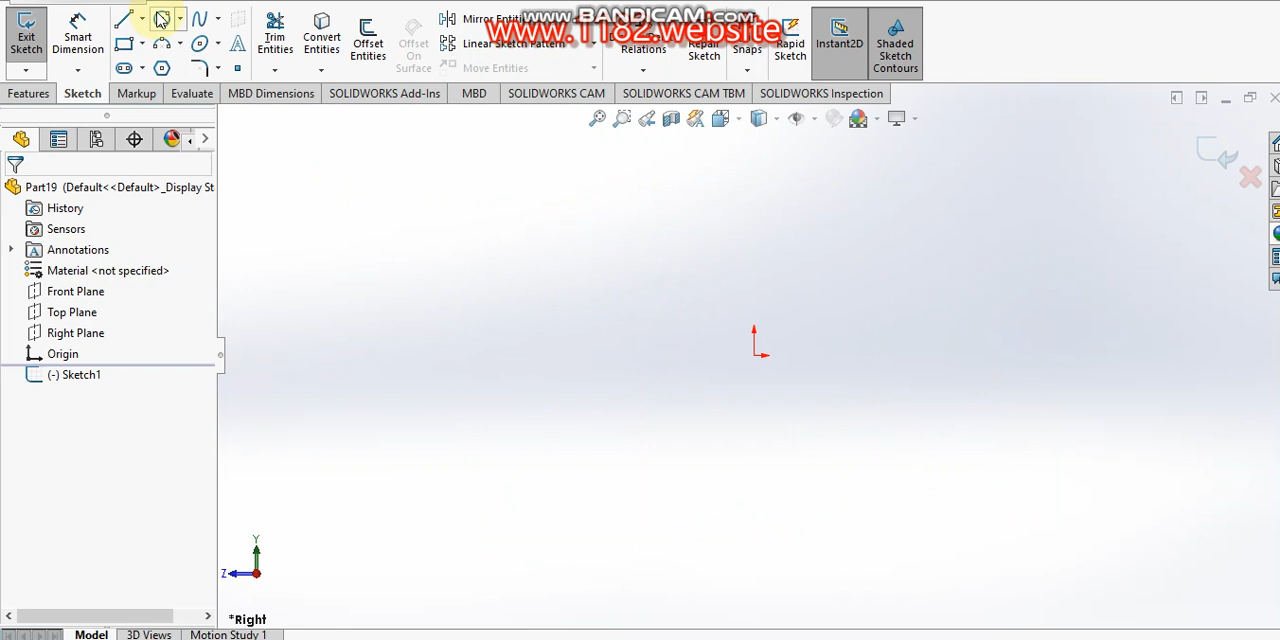 www.BANDICAM.com
www.1182.website
Exit Sketch
Smart Dimension
Trim Entities
Convert Entities
Offset Entities
Offset On Surface
Mirror Entities
Linear Sketch Pattern
Move Entities
Relations
Repair Sketch
Snaps
Rapid Sketch
Instant2D
Shaded Sketch Contours
Features
Sketch
Markup
Evaluate
MBD Dimensions
SOLIDWORKS Add-Ins
MBD
SOLIDWORKS CAM
SOLIDWORKS CAM TBM
SOLIDWORKS Inspection
Part19 (Default<<Default>_Display St
History
Sensors
Annotations
Material <not specified>
Front Plane
Top Plane
Right Plane
Origin
(-) Sketch1
Y
Z
*Right
Model
3D Views
Motion Study 1